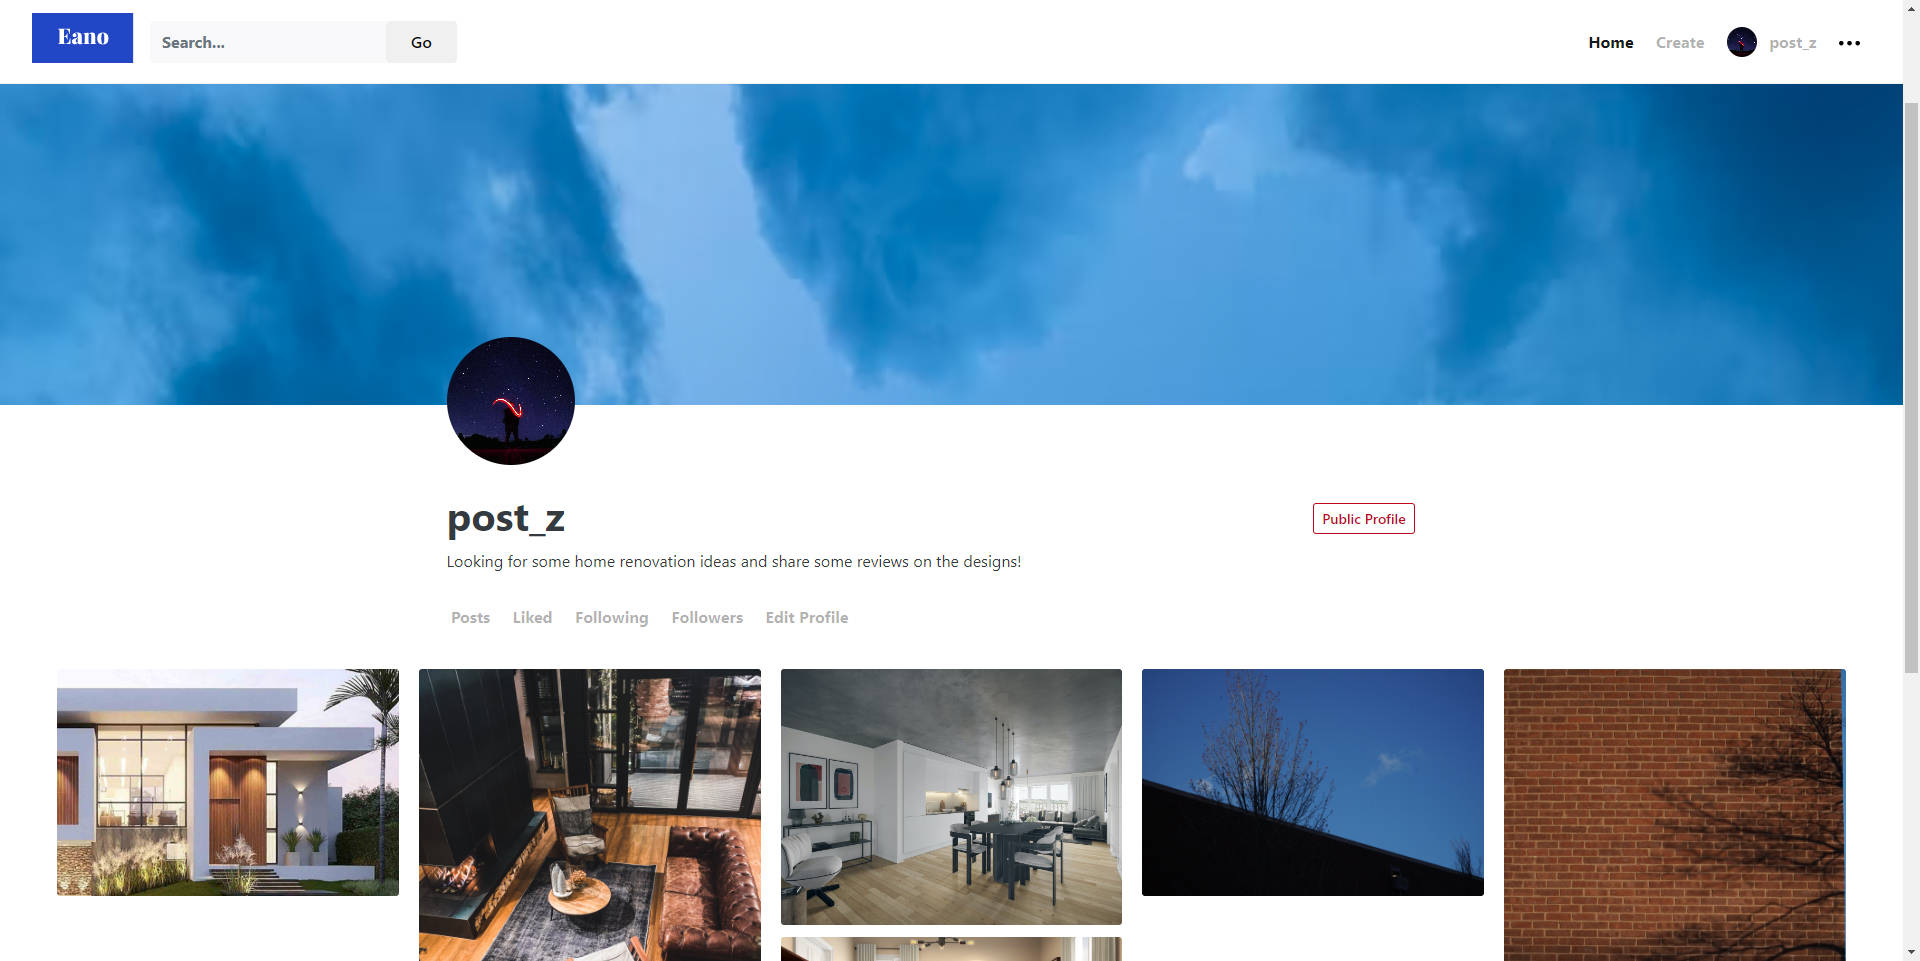 Eano
Search...
Go
Home
Create
post_z
post_z
Public Profile
Looking for some home renovation ideas and share some reviews on the designs!
Posts
Liked
Following
Followers
Edit Profile